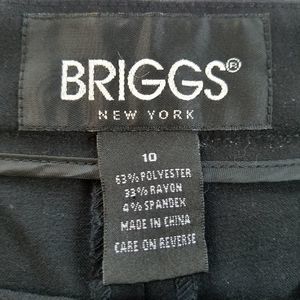 BRIGGS®
NEW YORK
10
63% POLYESTER
33% RAYON
4% SPANDEX
MADE IN CHINA
CARE ON REVERSE